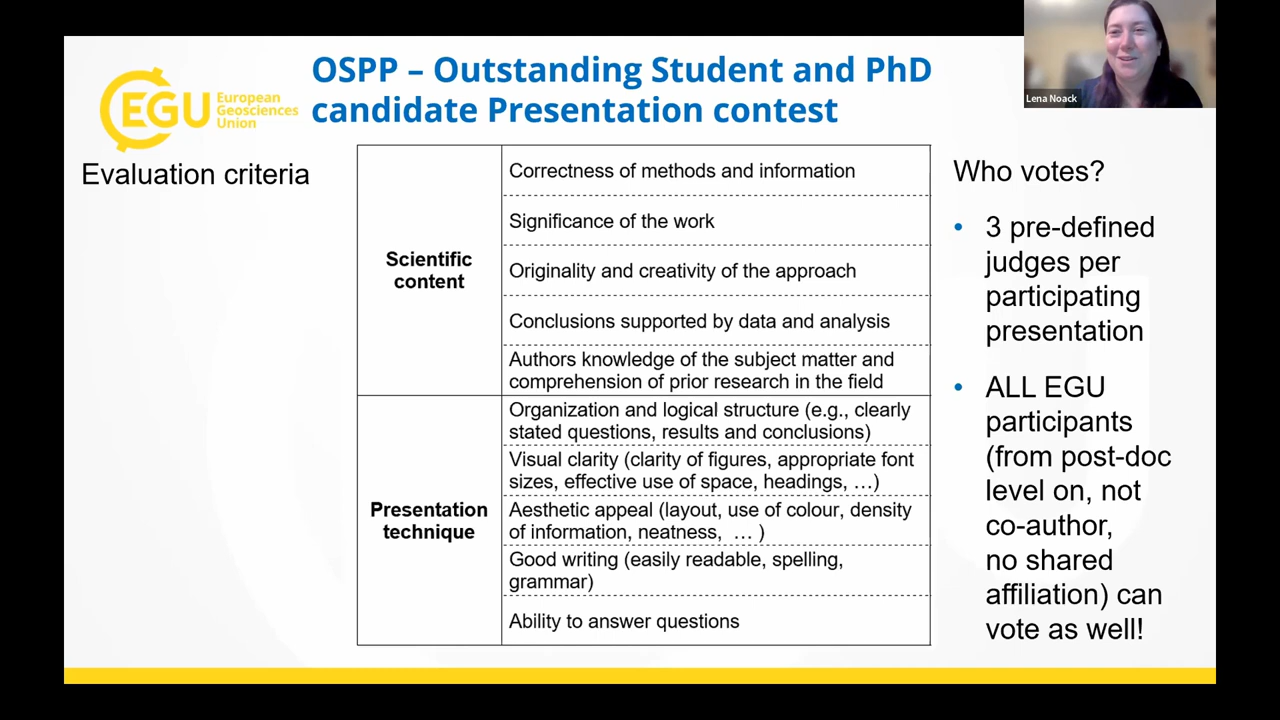 OSPP – Outstanding Student and PhD
candidate Presentation contest
EGU
European
Geosciences
Union
Lena Noack
Evaluation criteria
Scientific
content
Correctness of methods and information
Significance of the work
Originality and creativity of the approach
Conclusions supported by data and analysis
Authors knowledge of the subject matter and
comprehension of prior research in the field
Presentation
technique
Organization and logical structure (e.g., clearly
stated questions, results and conclusions)
Visual clarity (clarity of figures, appropriate font
sizes, effective use of space, headings, …)
Aesthetic appeal (layout, use of colour, density
of information, neatness, … )
Good writing (easily readable, spelling,
grammar)
Ability to answer questions
Who votes?
• 3 pre-defined
judges per
participating
presentation
• ALL EGU
participants
(from post-doc
level on, not
co-author,
no shared
affiliation) can
vote as well!